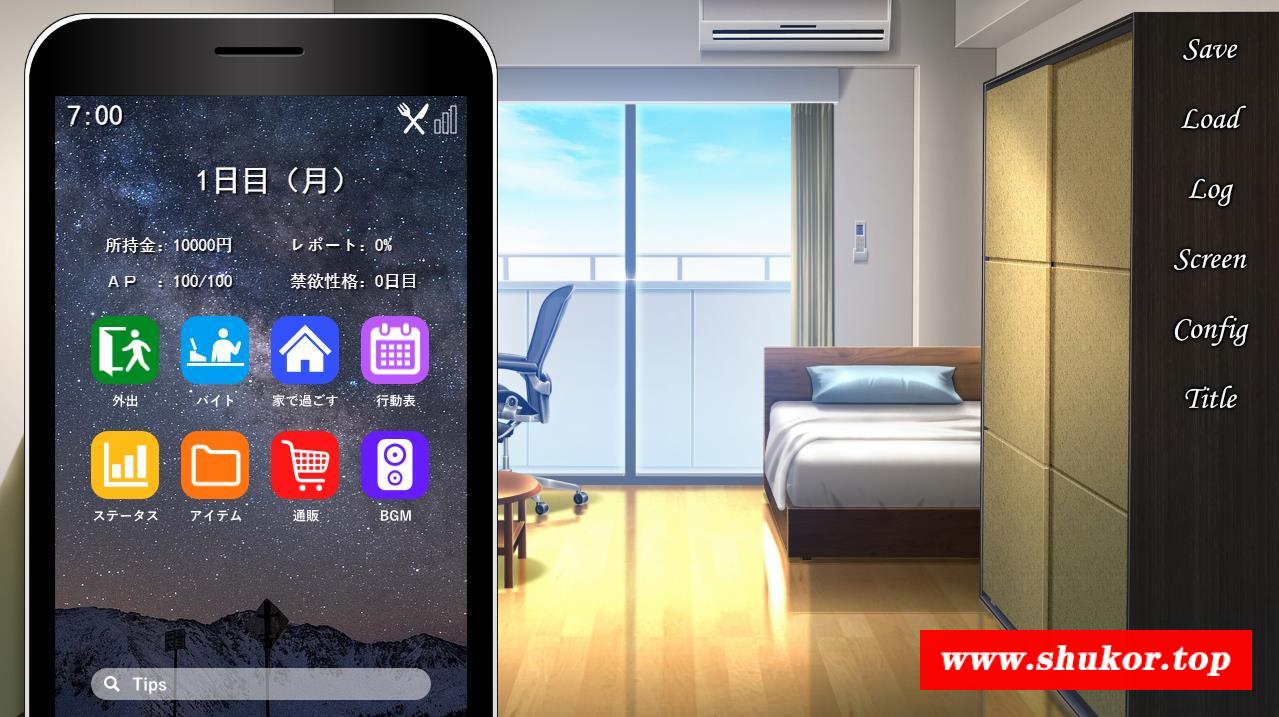 7:00
1日目（月）
所持金：10000円 レポート：0%
ＡＰ ：100/100 禁欲性格：0日目
外出 バイト 家で過ごす 行動表
ステータス アイテム 通販 BGM
Tips
Save
Load
Log
Screen
Config
Title
www.shukor.top